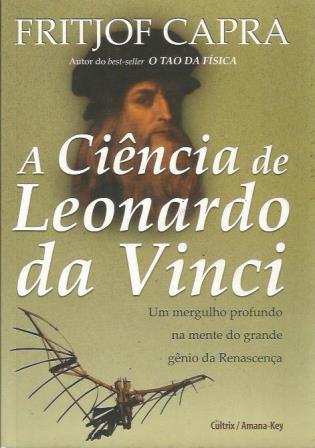 FRITJOF CAPRA
Autor do best-seller O TAO DA FÍSICA
A Ciência de
Leonardo
da Vinci
Um mergulho profundo
na mente do grande
gênio da Renascença
Cultrix / Amana-Key